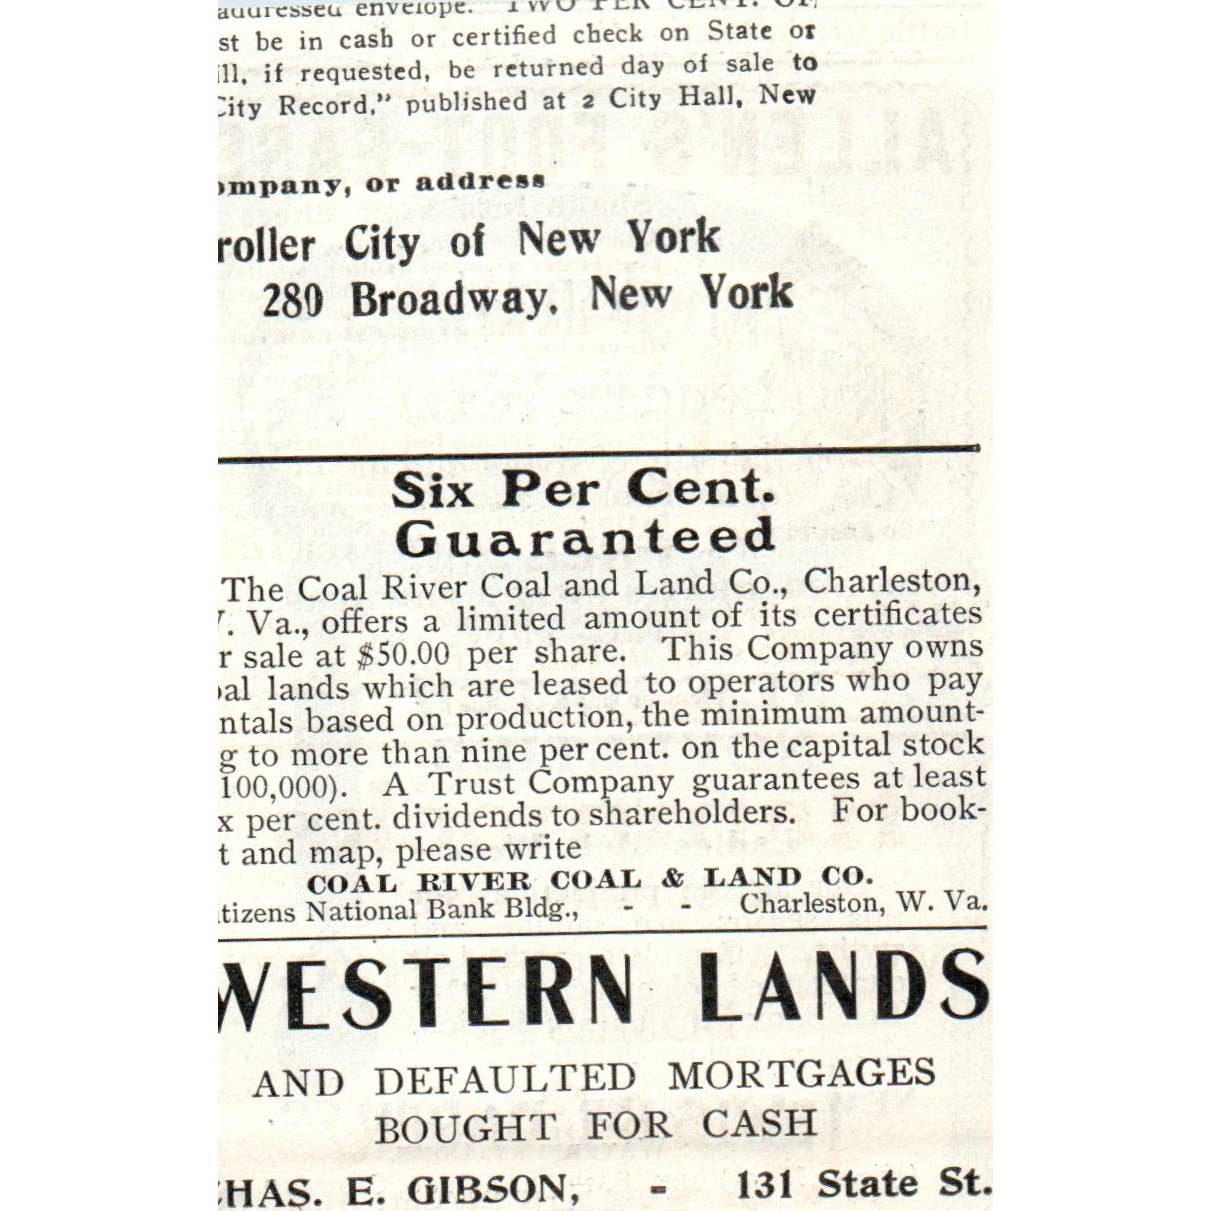 addressed envelope. TWO PER CENT. OF
st be in cash or certified check on State or
ll, if requested, be returned day of sale to
City Record," published at 2 City Hall, New
ompany, or address
roller City of New York
280 Broadway, New York
Six Per Cent.
Guaranteed
The Coal River Coal and Land Co., Charleston,
. Va., offers a limited amount of its certificates
r sale at $50.00 per share. This Company owns
al lands which are leased to operators who pay
ntals based on production, the minimum amount-
g to more than nine per cent. on the capital stock
100,000). A Trust Company guarantees at least
x per cent. dividends to shareholders. For book-
t and map, please write
COAL RIVER COAL & LAND CO.
tizens National Bank Bldg., - - Charleston, W. Va.
WESTERN LANDS
AND DEFAULTED MORTGAGES
BOUGHT FOR CASH
HAS. E. GIBSON, - 131 State St.